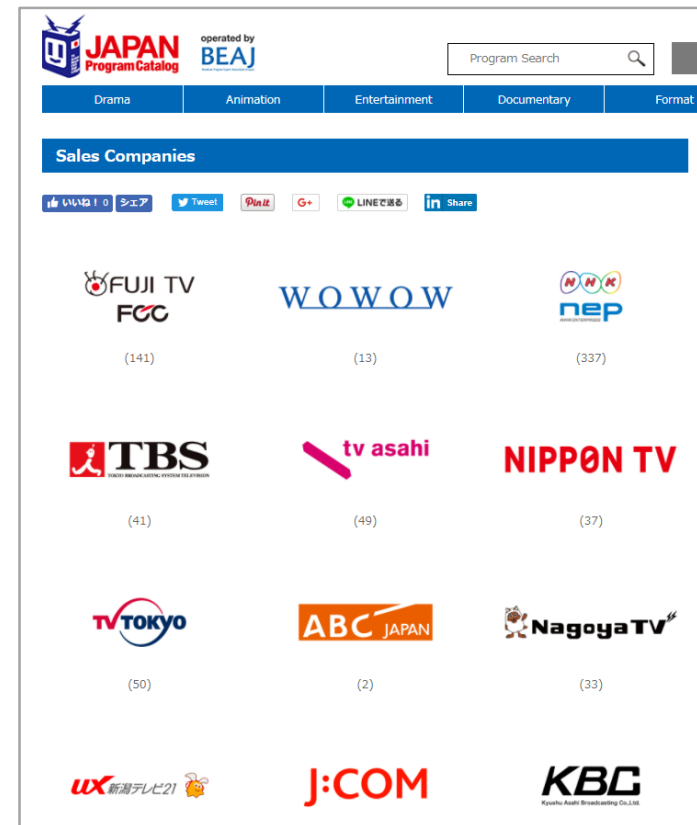 JAPAN
Program Catalog
operated by
BEAJ
Program Search
Drama Animation Entertainment Documentary Format
Sales Companies
いいね！ 0 シェア Tweet Pin it G+ LINEで送る in Share
FUJI TV
FCC
WOWOW
NHK
nep
(141) (13) (337)
TBS
TOKYO BROADCASTING SYSTEM TELEVISION
tv asahi
NIPPON TV
(41) (49) (37)
TV TOKYO
ABC JAPAN
NagoyaTV
(50) (2) (33)
UX 新潟テレビ21
J:COM
KBC
Kyushu Asahi Broadcasting Co.,Ltd.